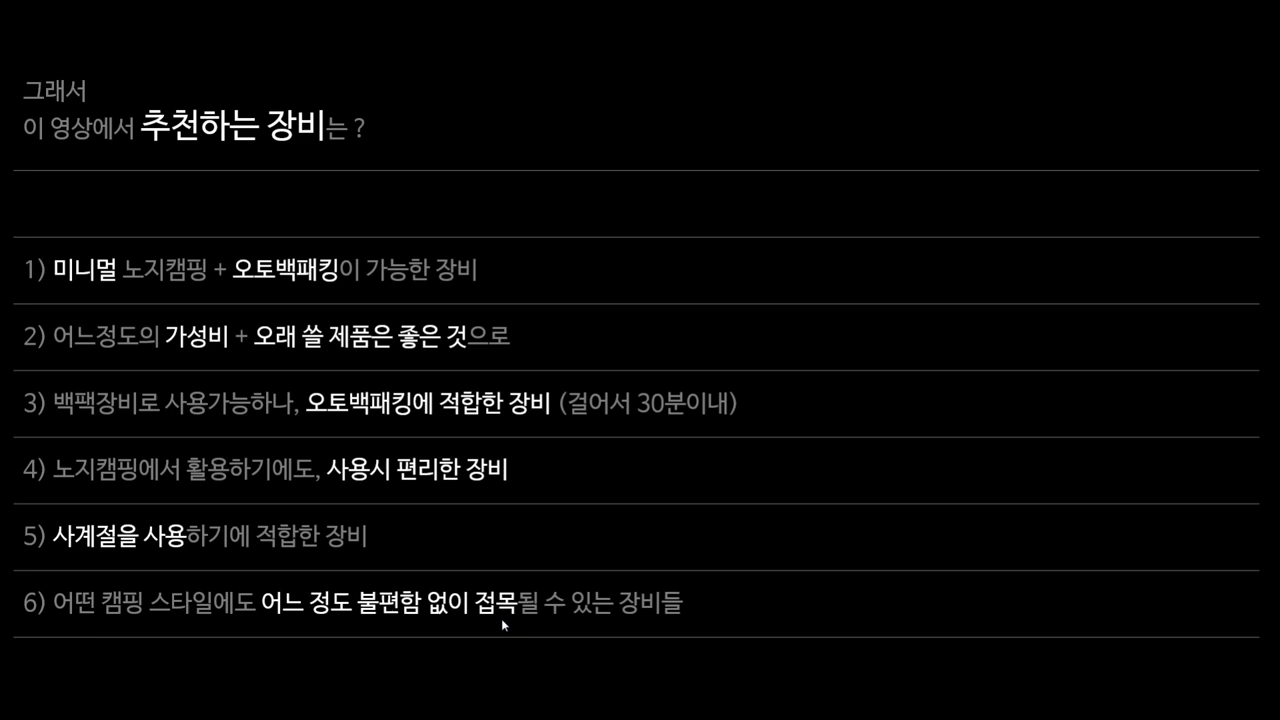 그래서
이 영상에서 추천하는 장비는 ?
1) 미니멀 노지캠핑 + 오토백패킹이 가능한 장비
2) 어느정도의 가성비 + 오래 쓸 제품은 좋은 것으로
3) 백팩장비로 사용가능하나, 오토백패킹에 적합한 장비 (걸어서 30분이내)
4) 노지캠핑에서 활용하기에도, 사용시 편리한 장비
5) 사계절을 사용하기에 적합한 장비
6) 어떤 캠핑 스타일에도 어느 정도 불편함 없이 접목될 수 있는 장비들